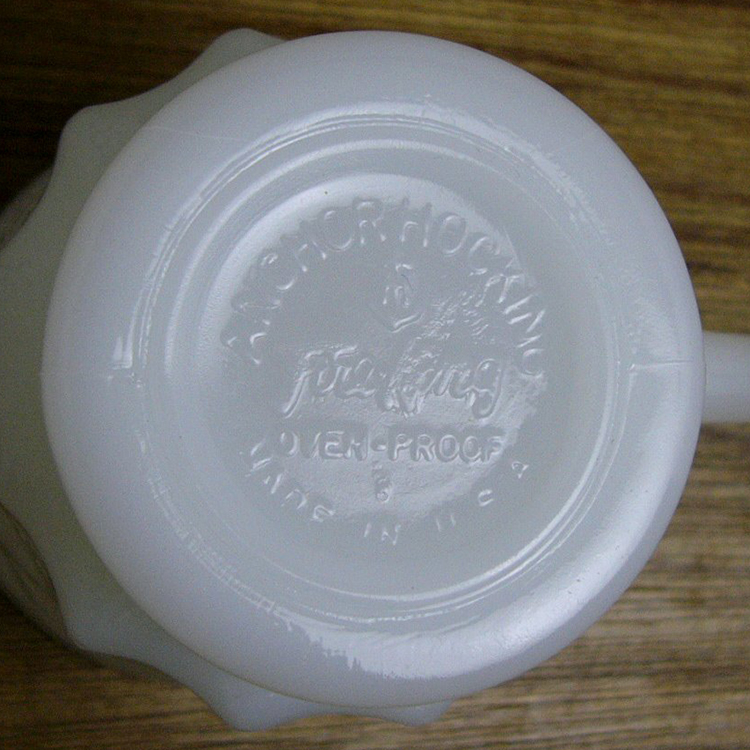 ANCHOR HOCKING
Fire-King
OVEN-PROOF
MADE IN U S A